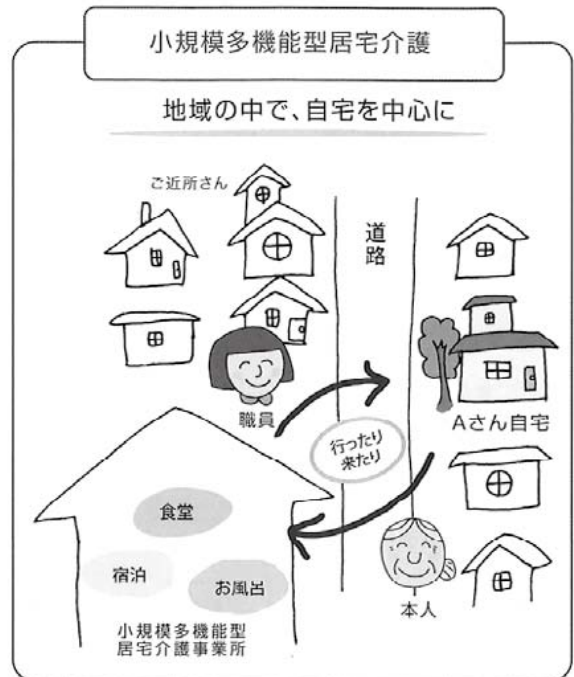 小規模多機能型居宅介護
地域の中で、自宅を中心に
ご近所さん
道路
職員
Aさん自宅
行ったり
来たり
食堂
宿泊
お風呂
本人
小規模多機能型
居宅介護事業所